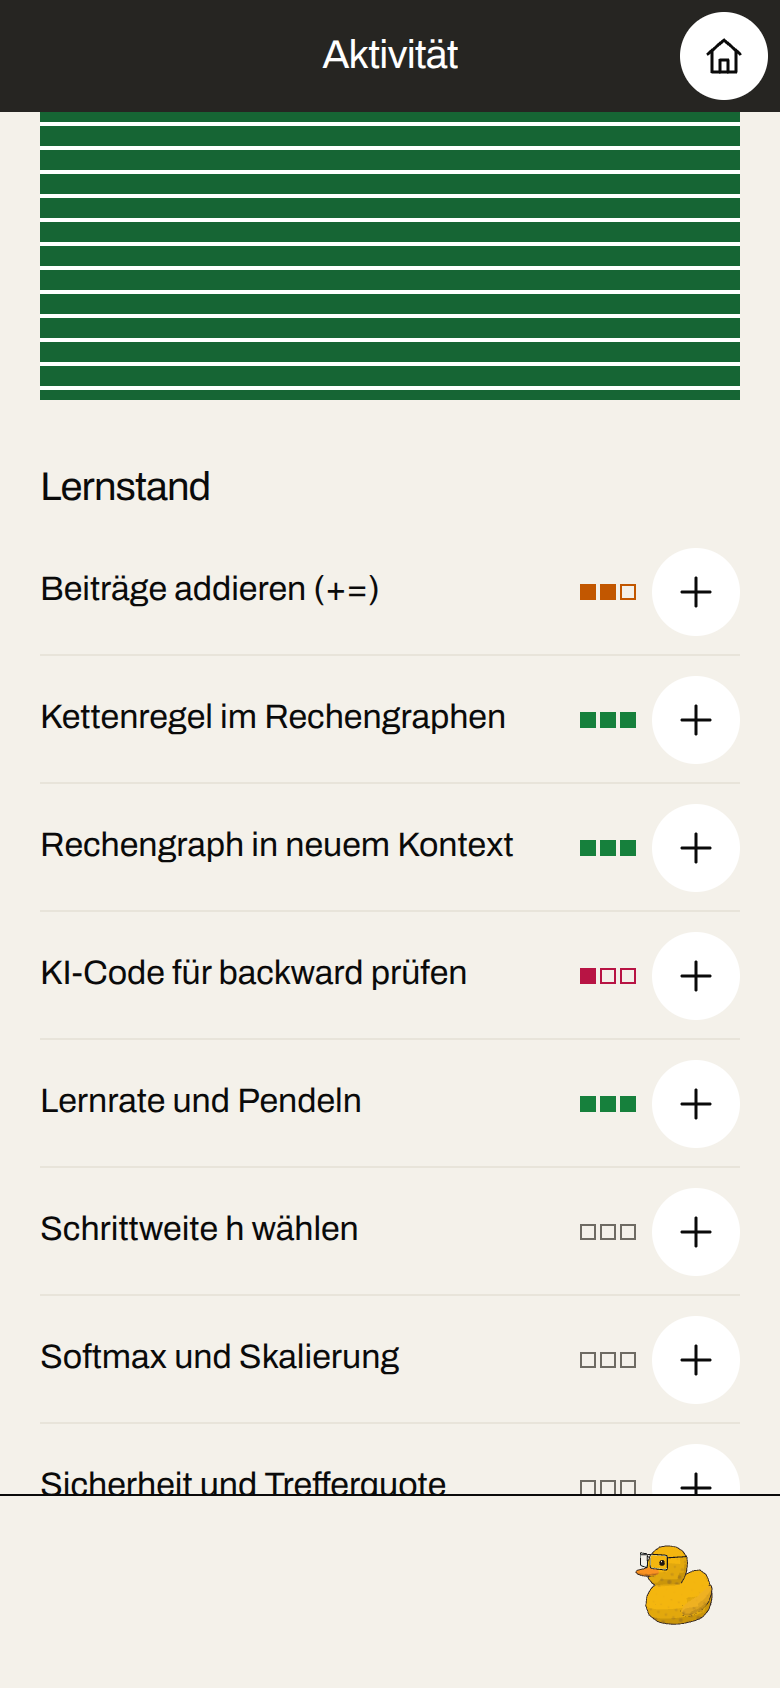 Aktivität
Lernstand
Beiträge addieren (+=)
Kettenregel im Rechengraphen
Rechengraph in neuem Kontext
KI-Code für backward prüfen
Lernrate und Pendeln
Schrittweite h wählen
Softmax und Skalierung
Sicherheit und Trefferquote